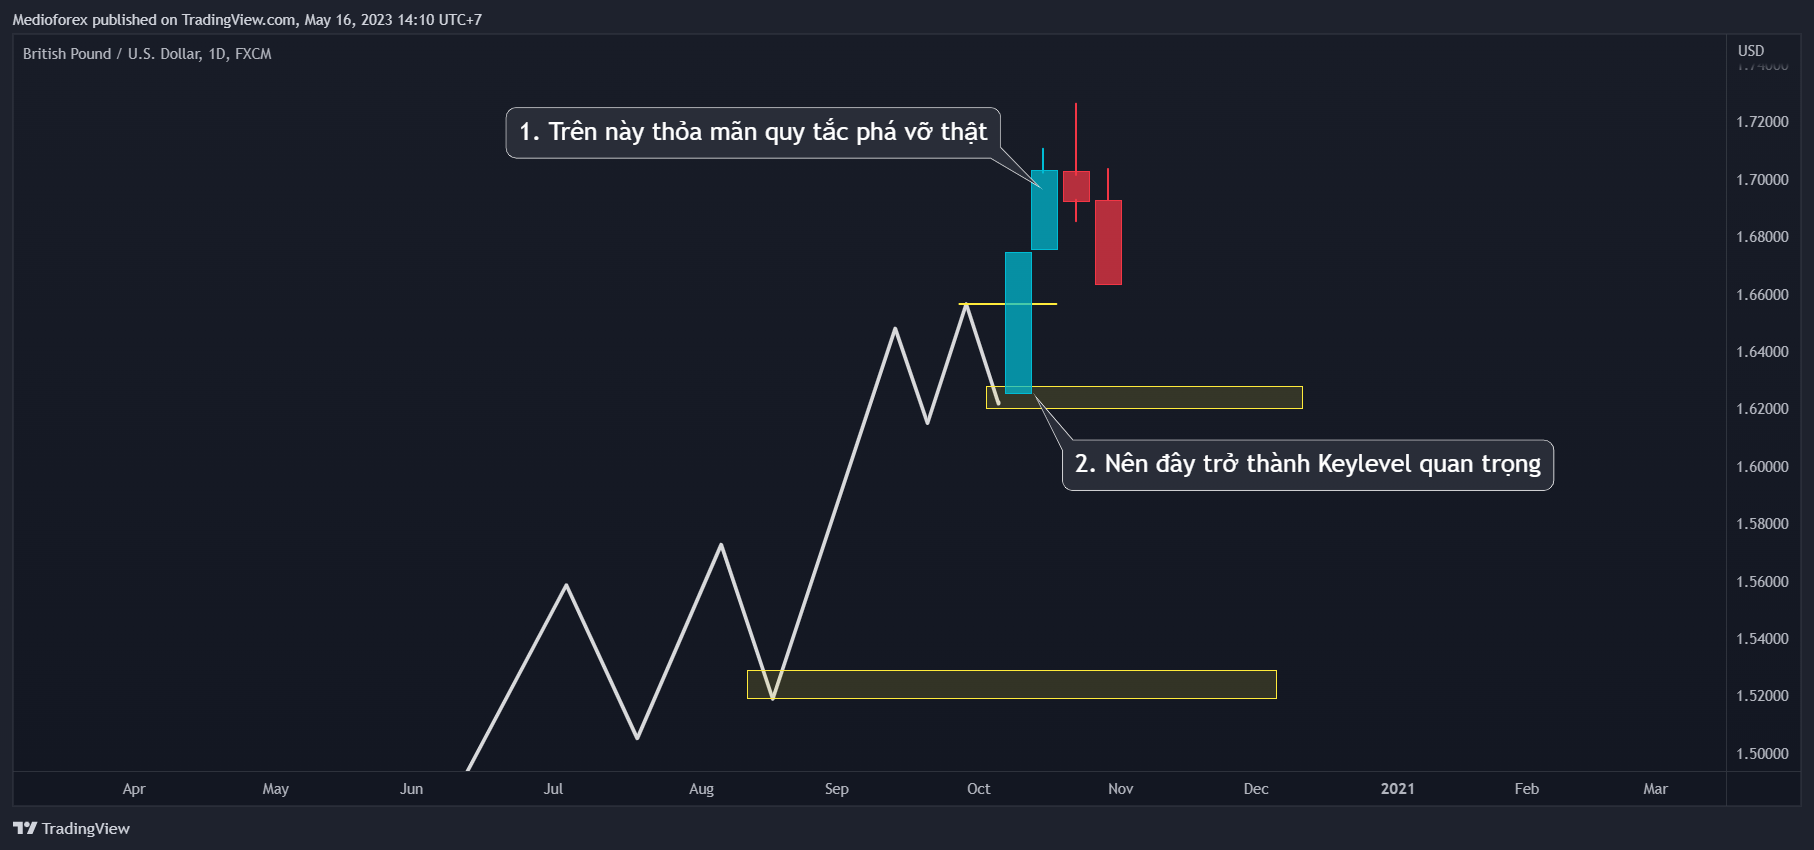 Medioforex published on TradingView.com, May 16, 2023 14:10 UTC+7
British Pound / U.S. Dollar, 1D, FXCM
USD
1.74000
1. Trên này thỏa mãn quy tắc phá vỡ thật
1.72000
1.70000
1.68000
1.66000
1.64000
1.62000
2. Nên đây trở thành Keylevel quan trọng
1.60000
1.58000
1.56000
1.54000
1.52000
1.50000
Apr May Jun Jul Aug Sep Oct Nov Dec 2021 Feb Mar
TradingView